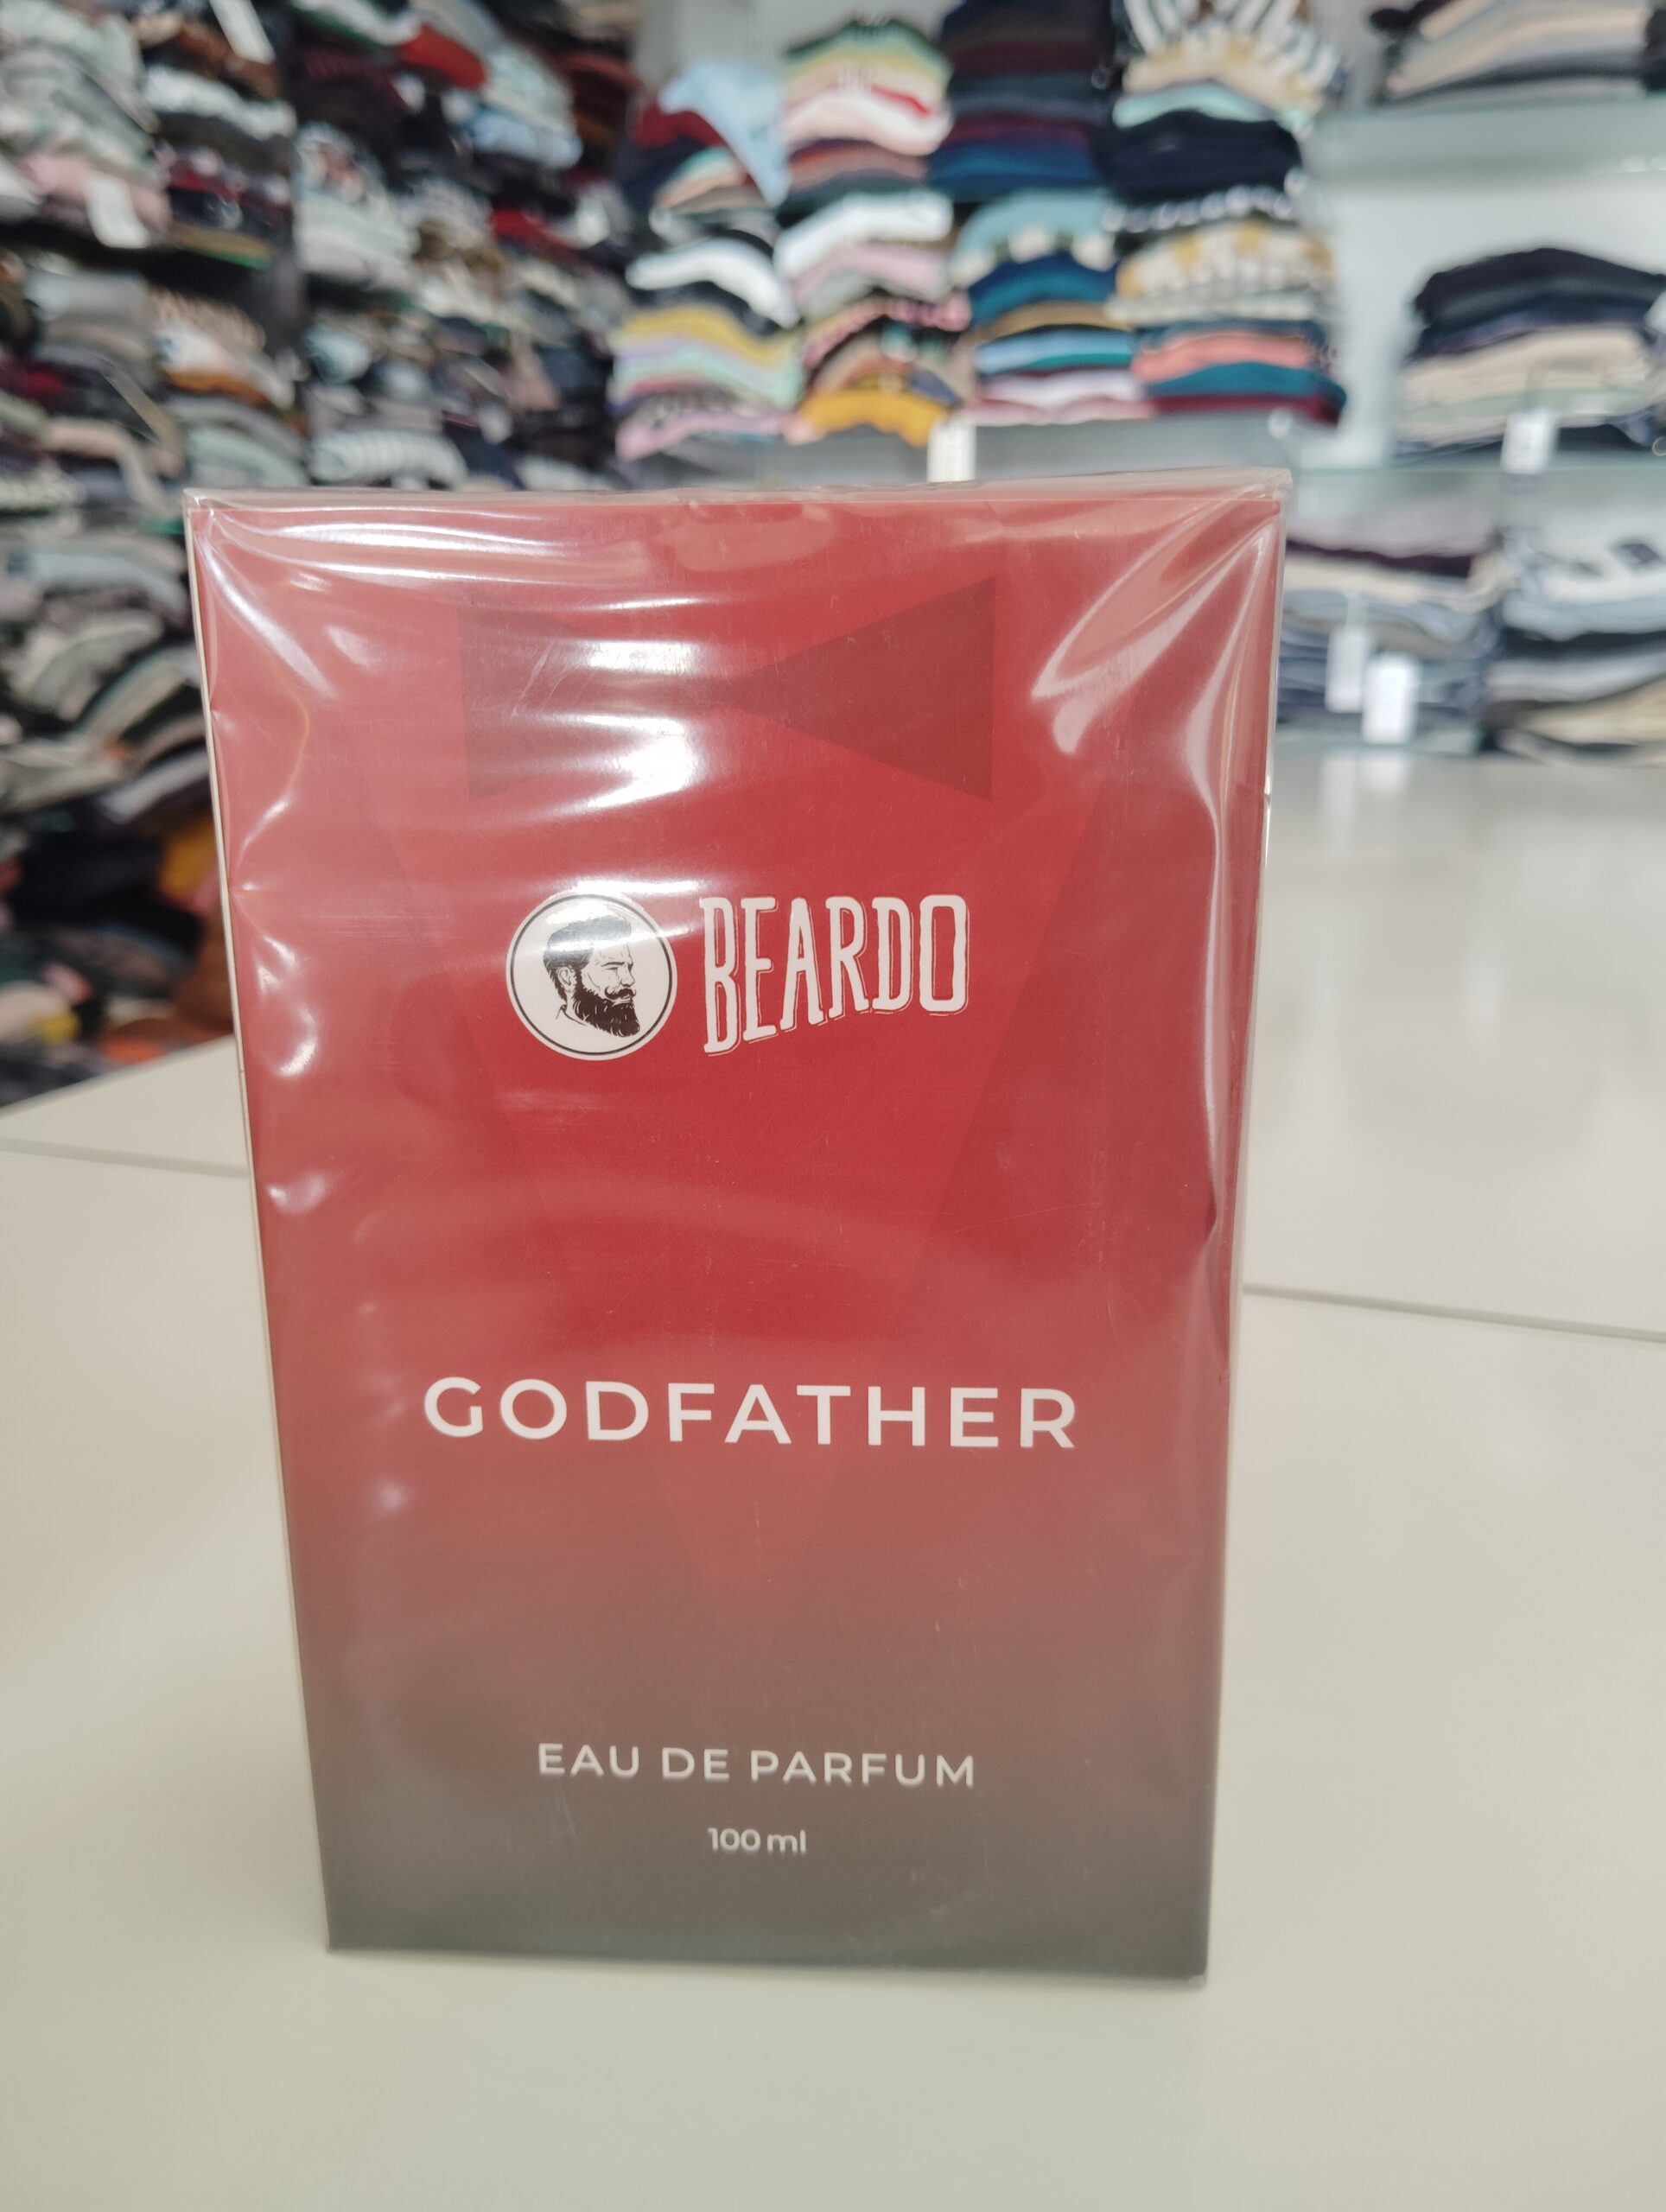 BEARDO
GODFATHER
EAU DE PARFUM
100 ml